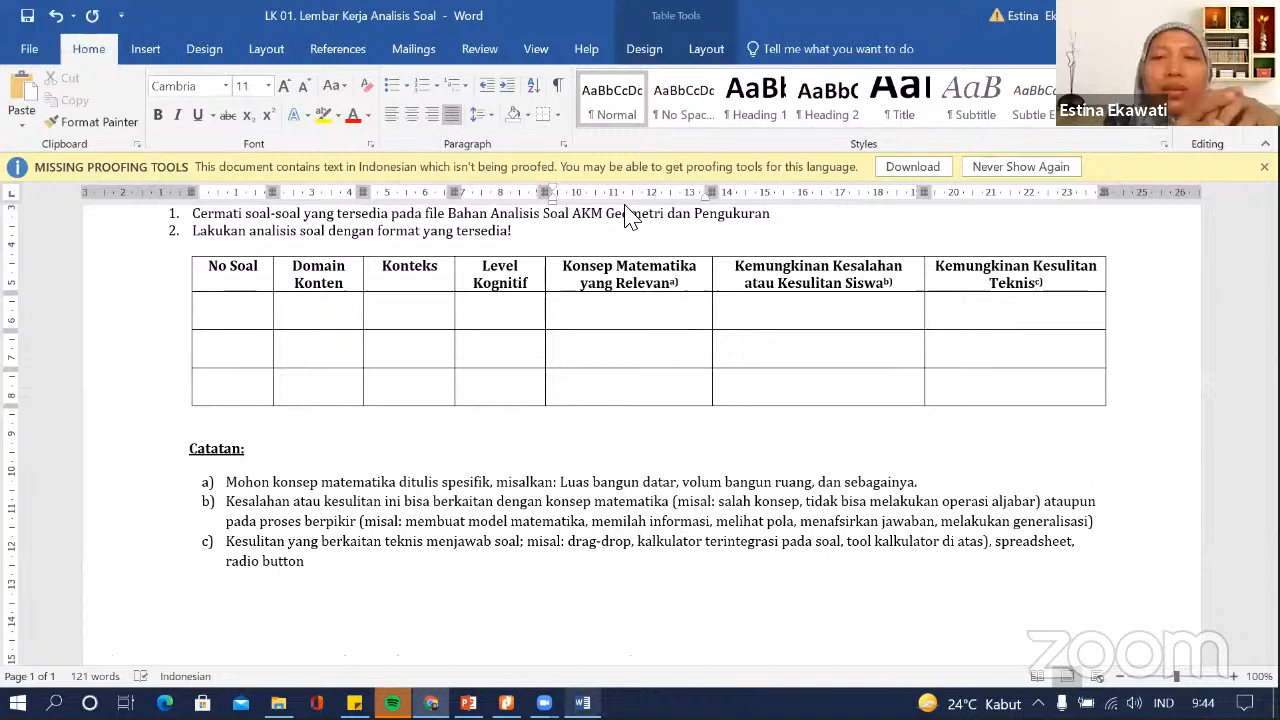 LK 01. Lembar Kerja Analisis Soal - Word
Table Tools
Estina
File Home Insert Design Layout References Mailings Review View Help Design Layout Tell me what you want to do
Cut
Copy
Paste
Format Painter
Clipboard
Cambria 11
Font
Paragraph
AaBbCcDc AaBbCcDc AaBbC AaBbC AaB AaBbCcD
¶ Normal ¶ No Spac... ¶ Heading 1 ¶ Heading 2 ¶ Title ¶ Subtitle
Styles
Editing
Estina Ekawati
MISSING PROOFING TOOLS This document contains text in Indonesian which isn't being proofed. You may be able to get proofing tools for this language. Download Never Show Again
1. Cermati soal-soal yang tersedia pada file Bahan Analisis Soal AKM Geometri dan Pengukuran
2. Lakukan analisis soal dengan format yang tersedia!
No Soal
Domain Konten
Konteks
Level Kognitif
Konsep Matematika yang Relevan a)
Kemungkinan Kesalahan atau Kesulitan Siswa b)
Kemungkinan Kesulitan Teknis c)
Catatan:
a) Mohon konsep matematika ditulis spesifik, misalkan: Luas bangun datar, volum bangun ruang, dan sebagainya.
b) Kesalahan atau kesulitan ini bisa berkaitan dengan konsep matematika (misal: salah konsep, tidak bisa melakukan operasi aljabar) ataupun
pada proses berpikir (misal: membuat model matematika, memilah informasi, melihat pola, menafsirkan jawaban, melakukan generalisasi)
c) Kesulitan yang berkaitan teknis menjawab soal; misal: drag-drop, kalkulator terintegrasi pada soal, tool kalkulator di atas), spreadsheet,
radio button
zoom
Page 1 of 1 121 words Indonesian 100%
24°C Kabut IND 9:44